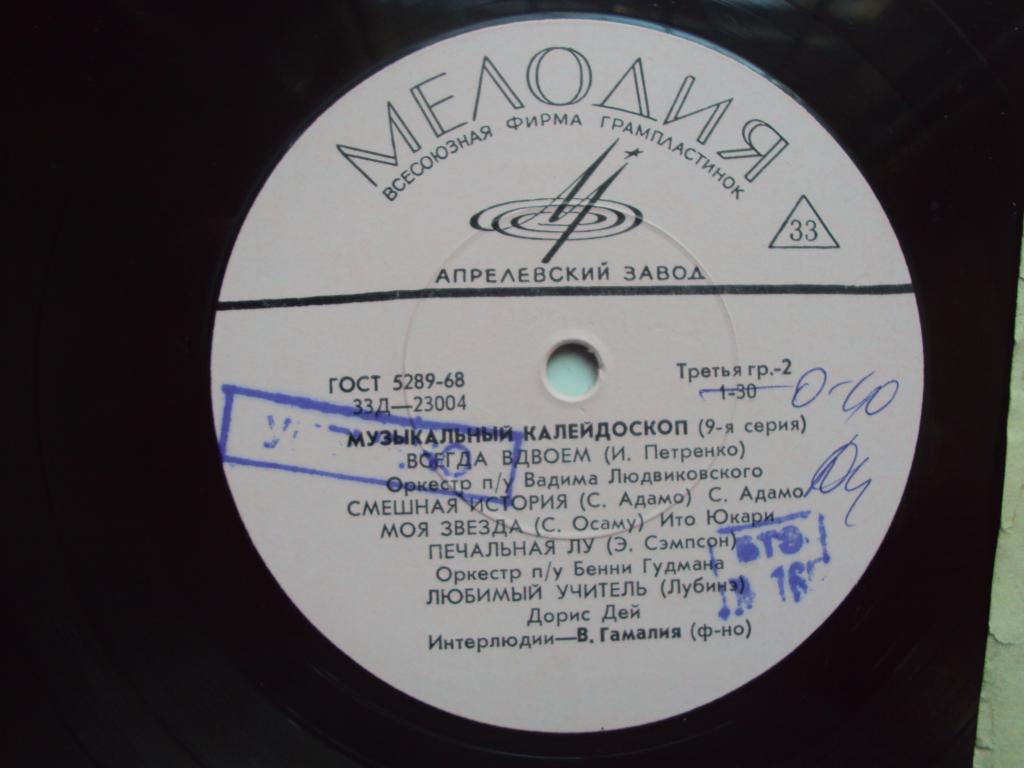 МЕЛОДИЯ
ВСЕСОЮЗНАЯ ФИРМА ГРАМПЛАСТИНОК
33
АПРЕЛЕВСКИЙ ЗАВОД
ГОСТ 5289-68
Третья гр.-2
33Д—23004
1-30 0-40
МУЗЫКАЛЬНЫЙ КАЛЕЙДОСКОП (9-я серия)
ВСЕГДА ВДВОЕМ (И. Петренко)
Оркестр п/у Вадима Людвиковского
СМЕШНАЯ ИСТОРИЯ (С. Адамо) С. Адамо
МОЯ ЗВЕЗДА (С. Осаму) Ито Юкари
ПЕЧАЛЬНАЯ ЛУ (Э. Сэмпсон)
Оркестр п/у Бенни Гудмана
ЛЮБИМЫЙ УЧИТЕЛЬ (Лубинэ)
Дорис Дей
Интерлюдии—В. Гамалия (ф-но)